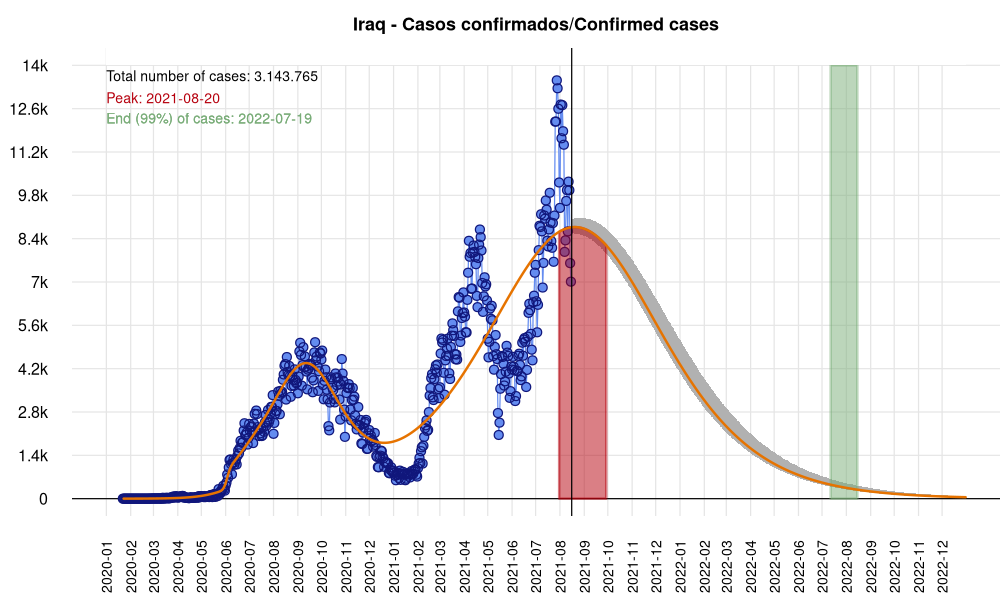 Iraq - Casos confirmados/Confirmed cases
Total number of cases: 3.143.765
Peak: 2021-08-20
End (99%) of cases: 2022-07-19
14k
12.6k
11.2k
9.8k
8.4k
7k
5.6k
4.2k
2.8k
1.4k
0
2020-01
2020-02
2020-03
2020-04
2020-05
2020-06
2020-07
2020-08
2020-09
2020-10
2020-11
2020-12
2021-01
2021-02
2021-03
2021-04
2021-05
2021-06
2021-07
2021-08
2021-09
2021-10
2021-11
2021-12
2022-01
2022-02
2022-03
2022-04
2022-05
2022-06
2022-07
2022-08
2022-09
2022-10
2022-11
2022-12